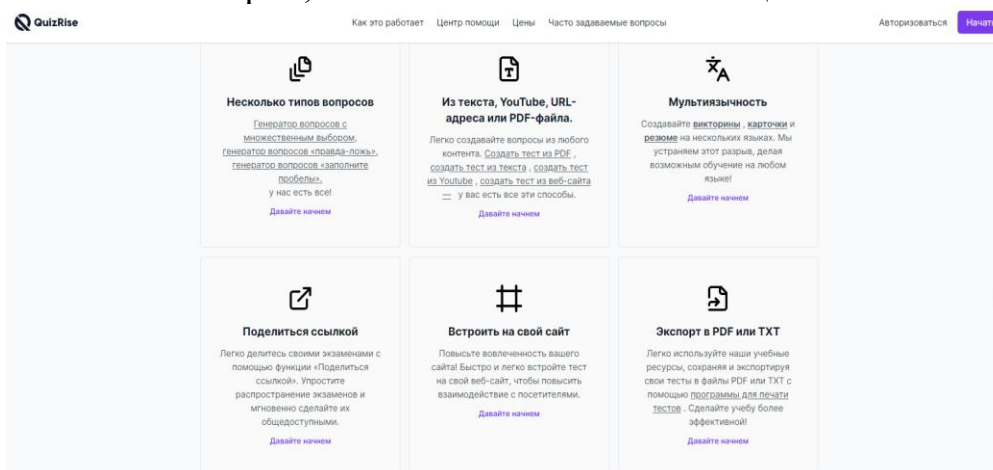 QuizRise
Как это работает Центр помощи Цены Часто задаваемые вопросы
Авторизоваться
Несколько типов вопросов
Генератор вопросов с
множественным выбором,
генератор вопросов «правда-ложь»,
генератор вопросов «заполните
пробелы».
у нас есть все!
Давайте начнем
Из текста, YouTube, URL-
адреса или PDF-файла.
Легко создавайте вопросы из любого
контента. Создать тест из PDF ,
создать тест из текста , создать тест
из Youtube , создать тест из веб-сайта
— у вас есть все эти способы.
Давайте начнем
Мультиязычность
Создавайте викторины , карточки и
резюме на нескольких языках. Мы
устраняем этот разрыв, делая
возможным обучение на любом
языке!
Давайте начнем
Поделиться ссылкой
Легко делитесь своими экзаменами с
помощью функции «Поделиться
ссылкой». Упростите
распространение экзаменов и
мгновенно сделайте их
общедоступными.
Давайте начнем
Встроить на свой сайт
Повысьте вовлеченность вашего
сайта! Быстро и легко встройте тест
на свой веб-сайт, чтобы повысить
взаимодействие с посетителями.
Давайте начнем
Экспорт в PDF или TXT
Легко используйте наши учебные
ресурсы, сохраняя и экспортируя
свои тесты в файлы PDF или TXT с
помощью программы для печати
тестов . Сделайте учебу более
эффективной!
Давайте начнем